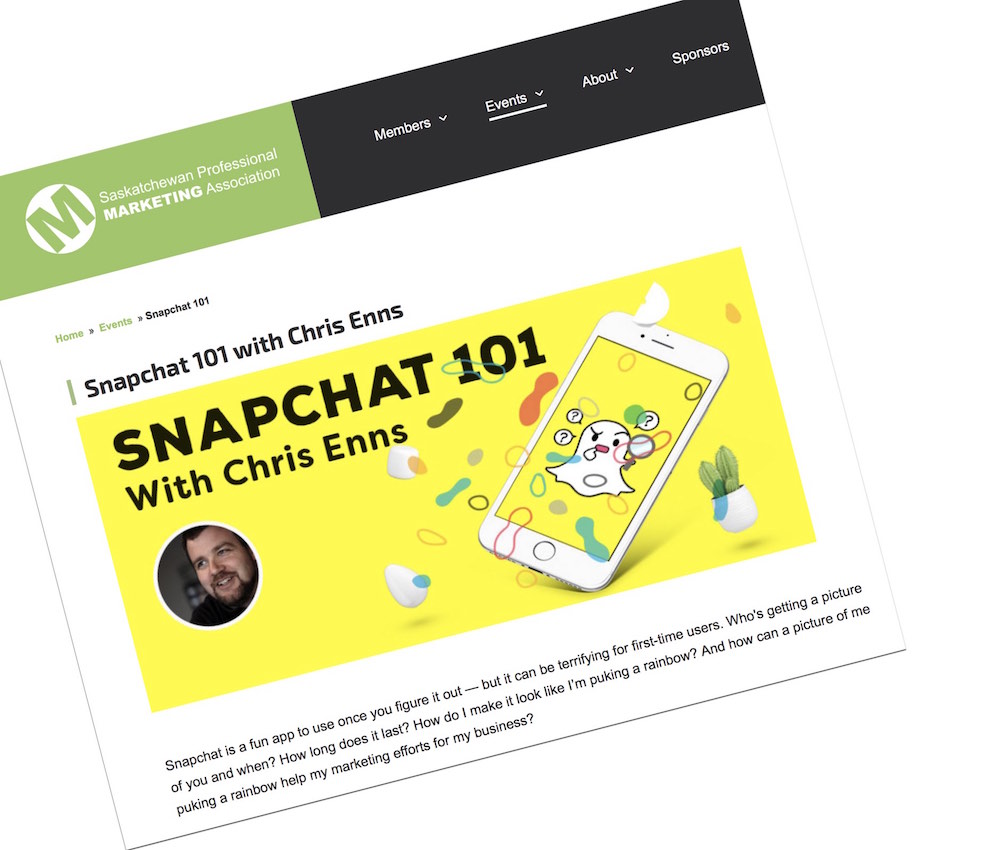 Saskatchewan Professional
MARKETING Association
Members
Events
About
Sponsors
Home » Events » Snapchat 101
Snapchat 101 with Chris Enns
SNAPCHAT 101
With Chris Enns
?
?
?
Snapchat is a fun app to use once you figure it out — but it can be terrifying for first-time users. Who's getting a picture
of you and when? How long does it last? How do I make it look like I'm puking a rainbow? And how can a picture of me
puking a rainbow help my marketing efforts for my business?